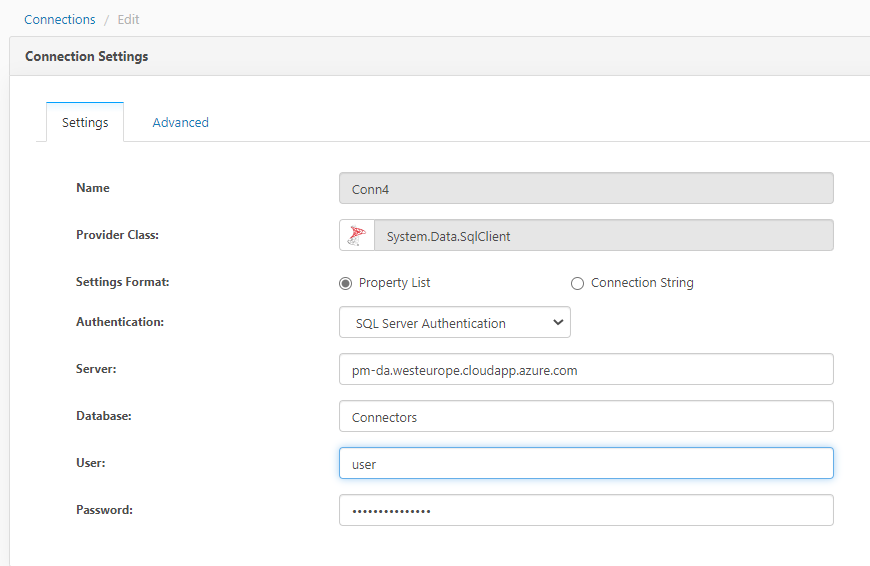 Connections / Edit
Connection Settings
Settings Advanced
Name Conn4
Provider Class: System.Data.SqlClient
Settings Format: Property List Connection String
Authentication: SQL Server Authentication
Server: pm-da.westeurope.cloudapp.azure.com
Database: Connectors
User: user
Password: •••••••••••••••